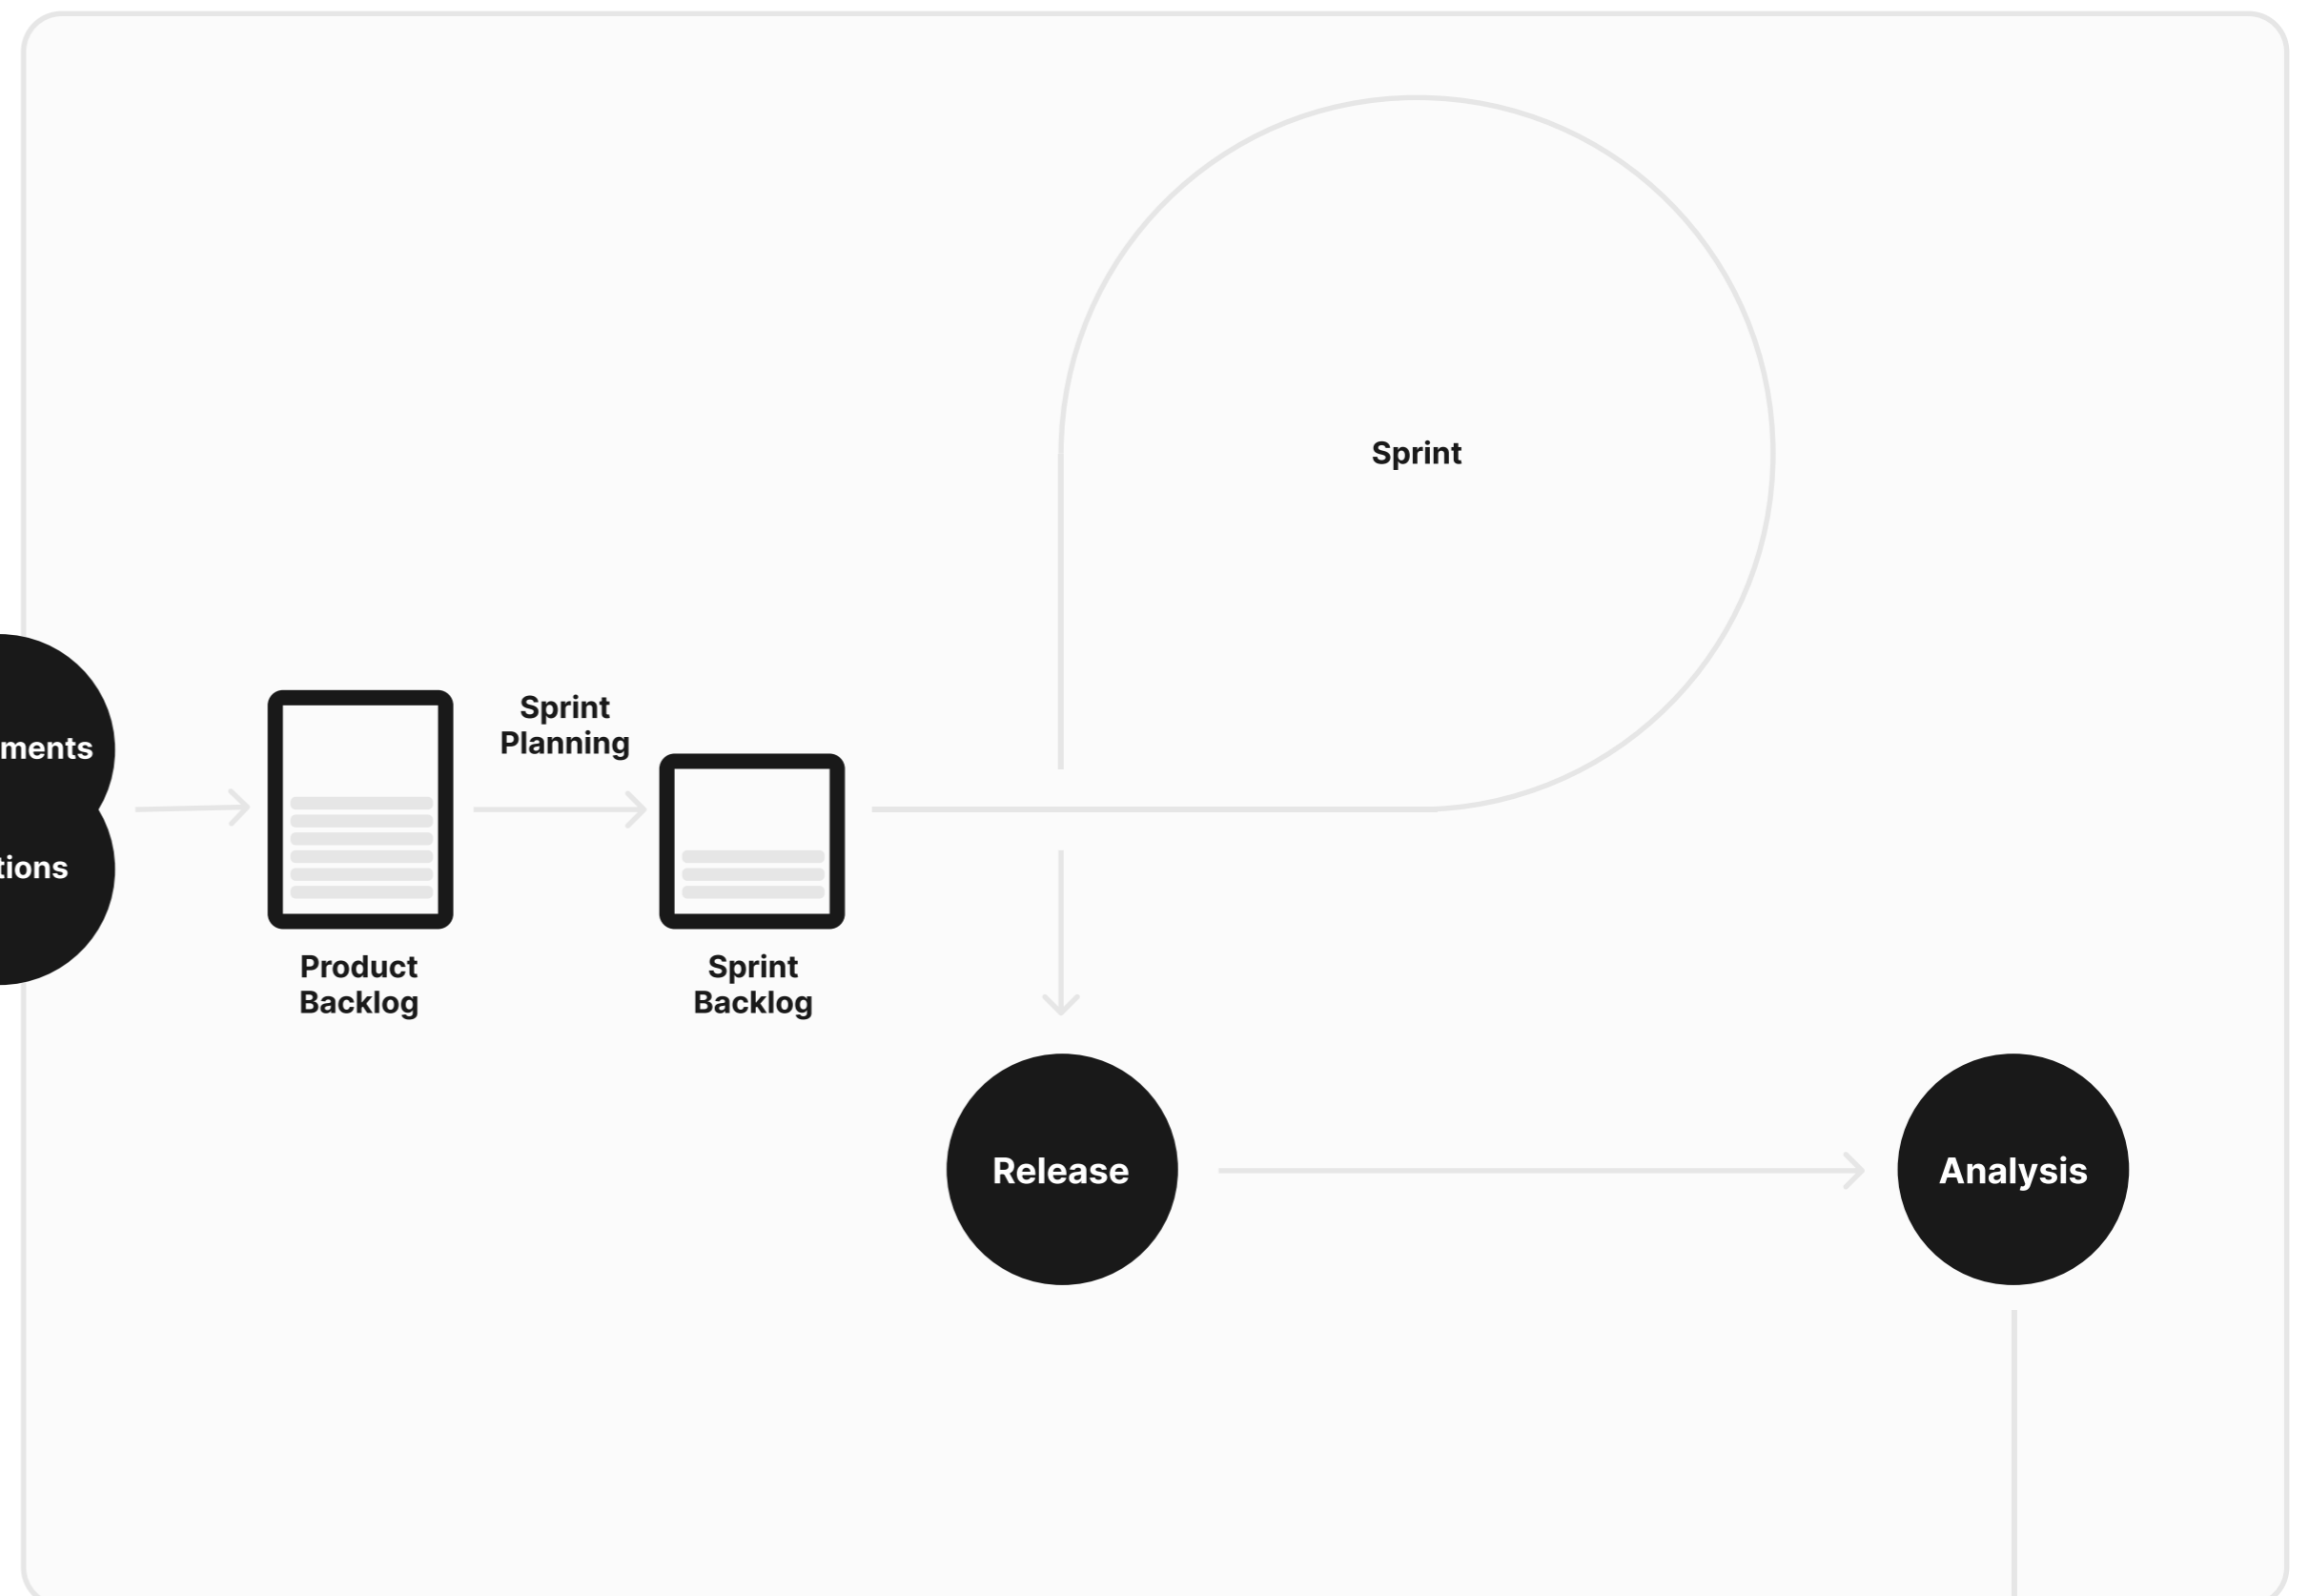 Sprint
Sprint
Planning
ments
tions
Product
Backlog
Sprint
Backlog
Release
Analysis